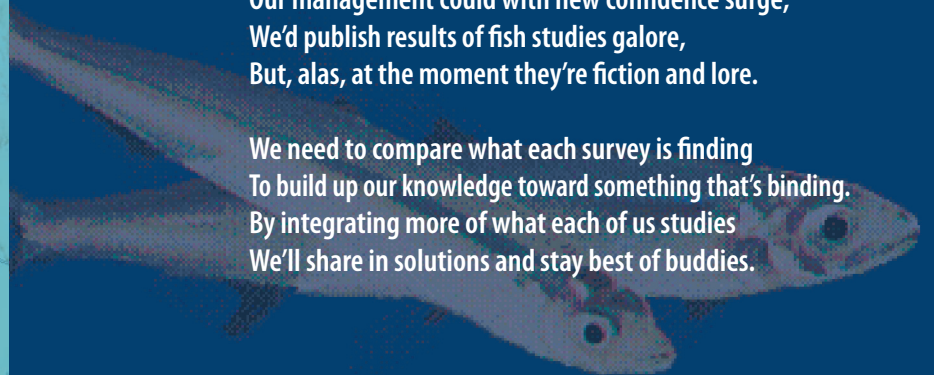 Our management could with new confidence surge,
We’d publish results of fish studies galore,
But, alas, at the moment they’re fiction and lore.

We need to compare what each survey is finding
To build up our knowledge toward something that’s binding.
By integrating more of what each of us studies
We’ll share in solutions and stay best of buddies.